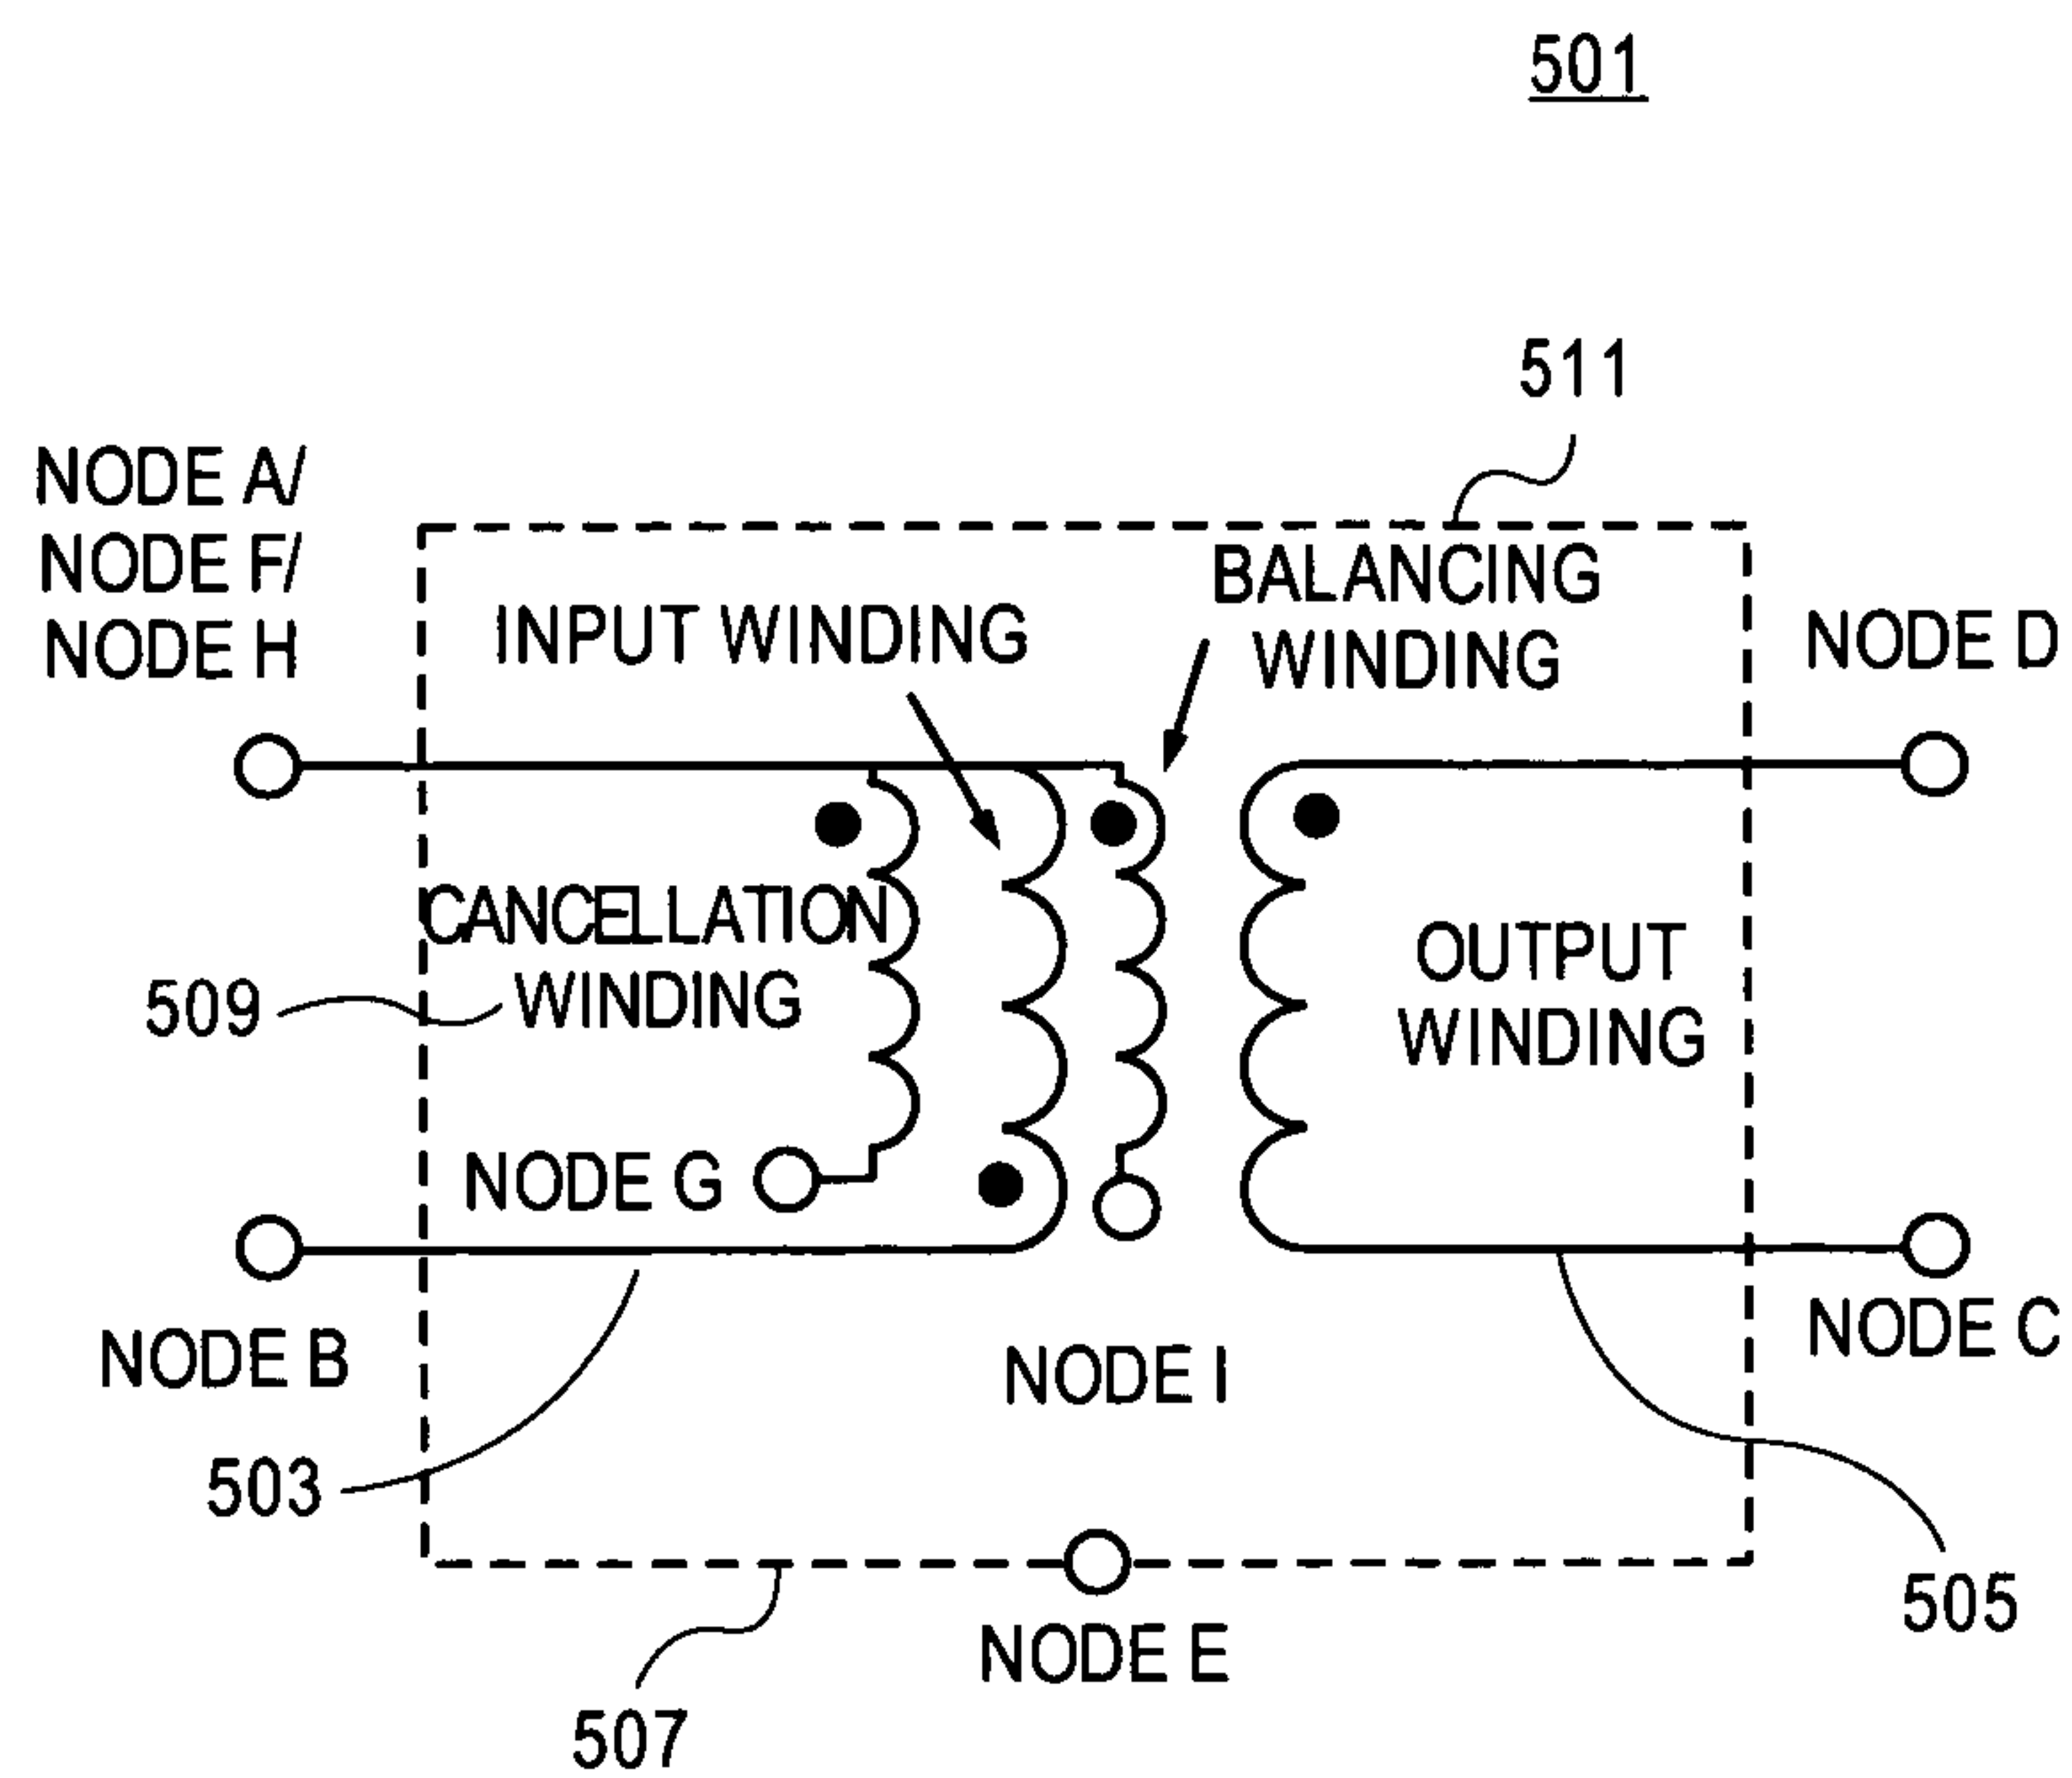 501
511
NODE A/
NODE F/
NODE H
INPUT WINDING
BALANCING
WINDING
NODE D
CANCELLATION
WINDING
509
OUTPUT
WINDING
NODE G
NODE B
NODE I
NODE C
503
505
NODE E
507